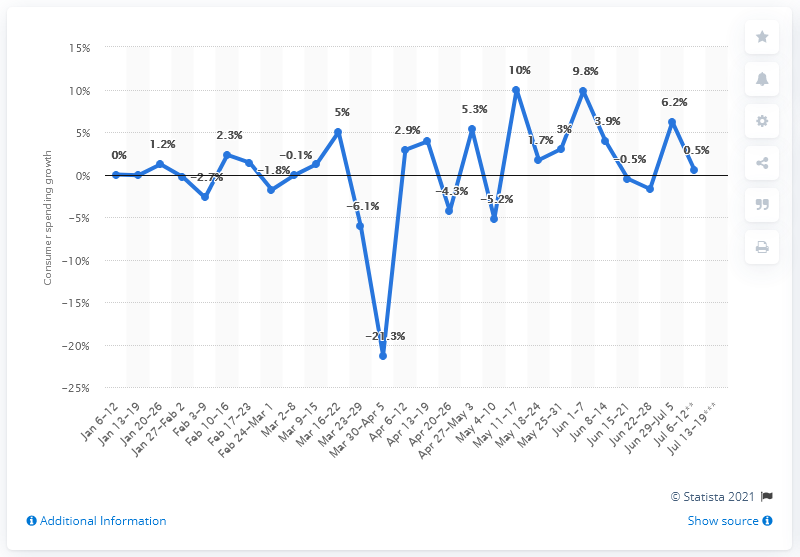 15%
10%
5%
0%
−5%
−10%
−15%
−20%
−25%
Consumer spending growth
0%
1.2%
−2.7%
2.3%
−1.8%
−0.1%
5%
−6.1%
−21.3%
2.9%
−4.3%
5.3%
−5.2%
10%
1.7%
3%
9.8%
3.9%
−0.5%
6.2%
0.5%
Jan 6–12
Jan 13–19
Jan 20–26
Jan 27–Feb 2
Feb 3–9
Feb 10–16
Feb 17–23
Feb 24–Mar 1
Mar 2–8
Mar 9–15
Mar 16–22
Mar 23–29
Mar 30–Apr 5
Apr 6–12
Apr 13–19
Apr 20–26
Apr 27–May 3
May 4–10
May 11–17
May 18–24
May 25–31
Jun 1–7
Jun 8–14
Jun 15–21
Jun 22–28
Jun 29–Jul 5
Jul 6–12**
Jul 13–19***
© Statista 2021
Additional Information
Show source